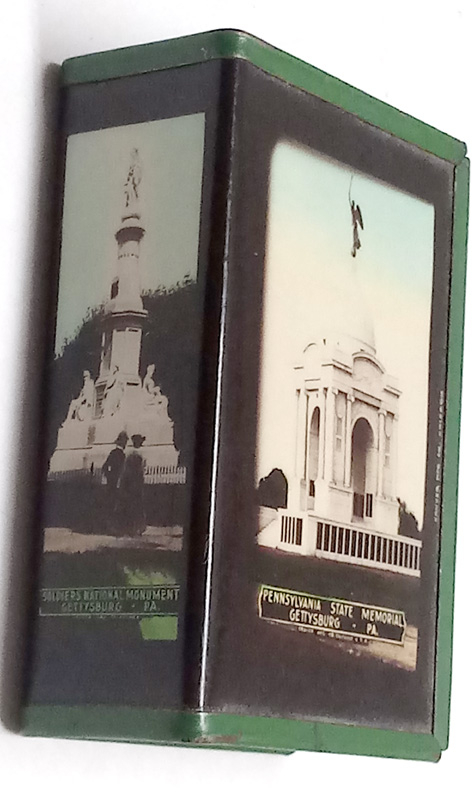 SOLDIERS NATIONAL MONUMENT
GETTYSBURG · PA.
PENNSYLVANIA STATE MEMORIAL
GETTYSBURG · PA.